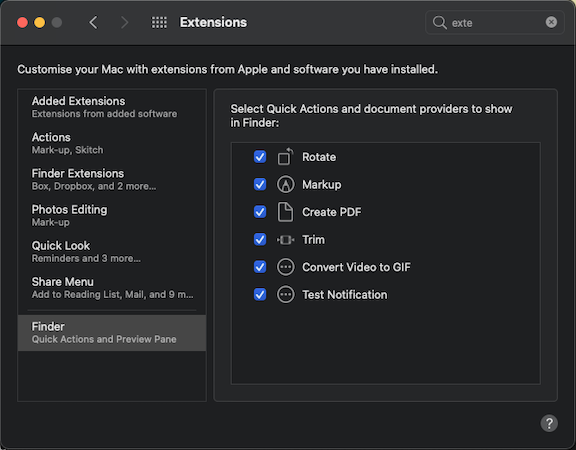 Extensions
exte
Customise your Mac with extensions from Apple and software you have installed.
Added Extensions
Extensions from added software
Actions
Mark-up, Skitch
Finder Extensions
Box, Dropbox, and 2 more...
Photos Editing
Mark-up
Quick Look
Reminders and 3 more...
Share Menu
Add to Reading List, Mail, and 9 m...
Finder
Quick Actions and Preview Pane
Select Quick Actions and document providers to show
in Finder:
Rotate
Markup
Create PDF
Trim
Convert Video to GIF
Test Notification
?